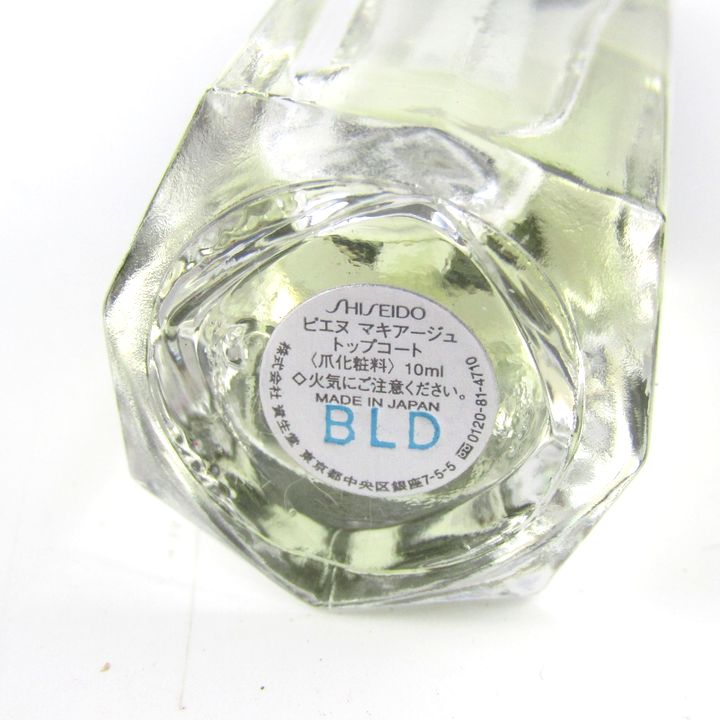 SHISEIDO
ピエヌ マキアージュ
トップコート
〈爪化粧料〉 10ml
◇火気にご注意ください。
MADE IN JAPAN
BLD
株式会社 資生堂 東京都中央区銀座7-5-5 0120-81-4710